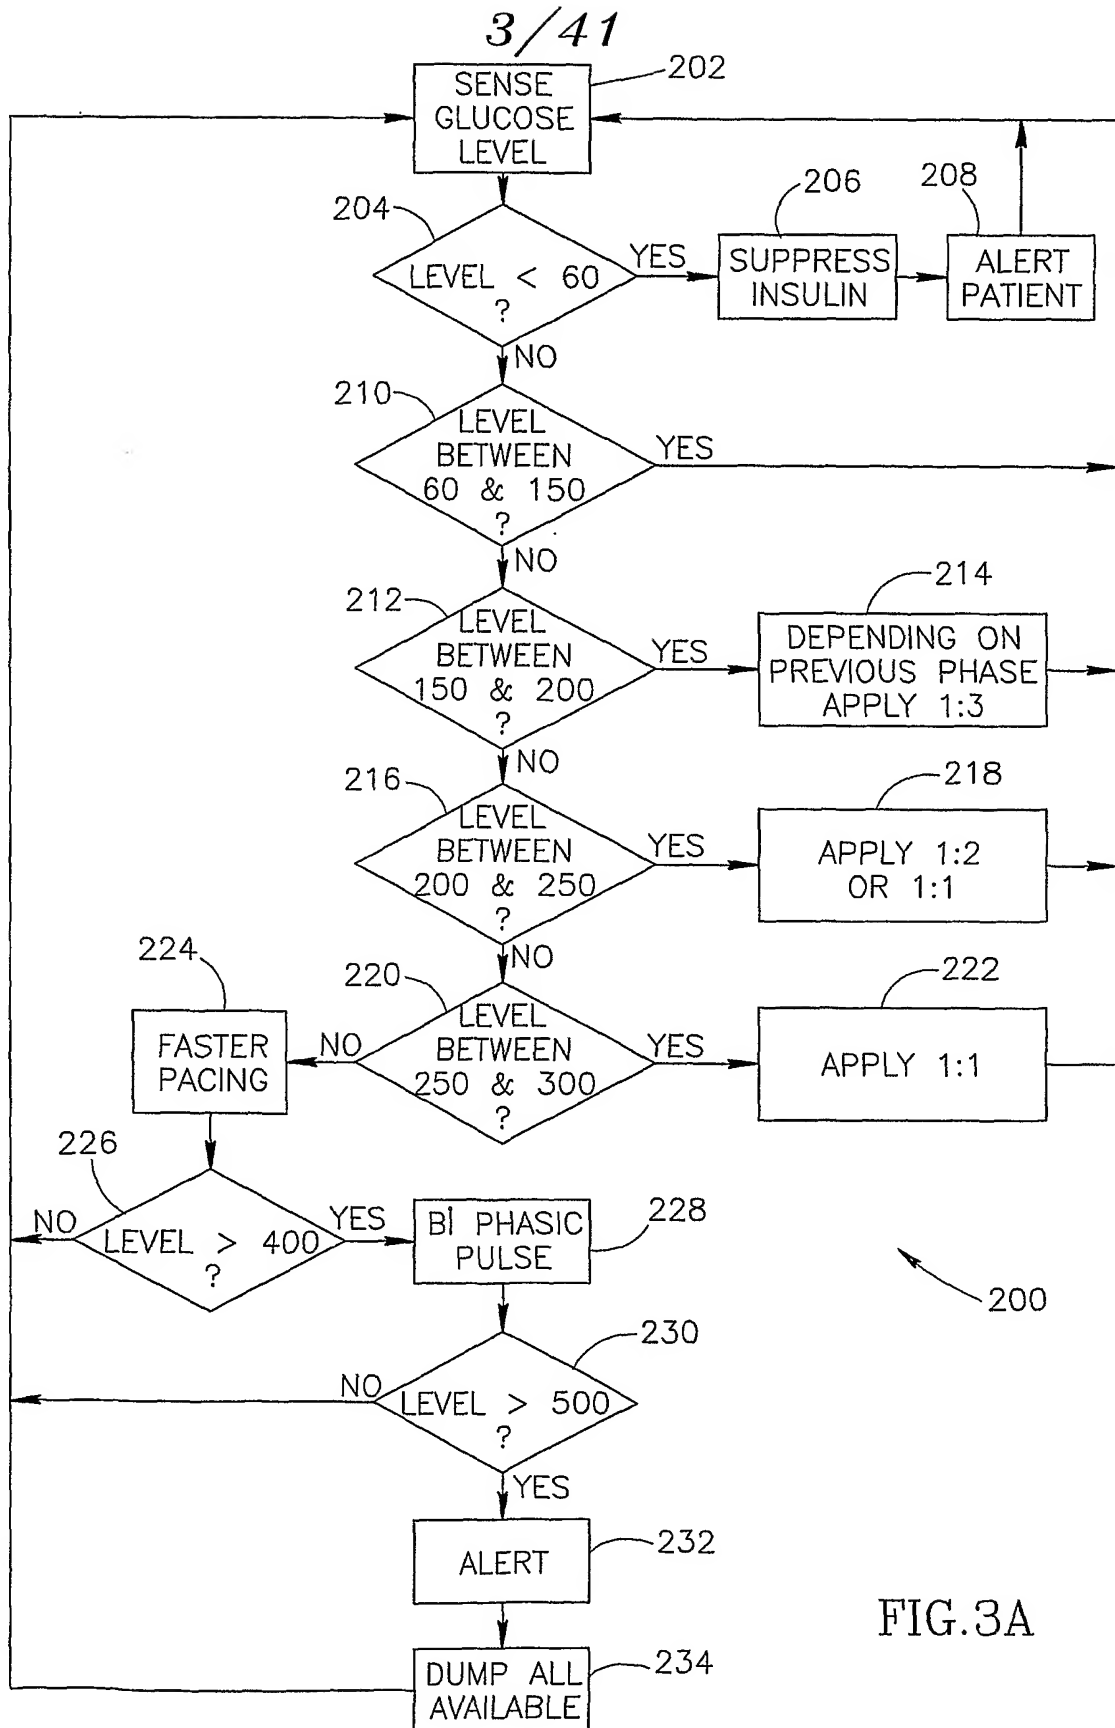 3/41
SENSE
GLUCOSE
LEVEL
202
204
LEVEL < 60
?
YES
206
SUPPRESS
INSULIN
208
ALERT
PATIENT
NO
210
LEVEL
BETWEEN
60 & 150
?
YES
NO
212
LEVEL
BETWEEN
150 & 200
?
YES
214
DEPENDING ON
PREVIOUS PHASE
APPLY 1:3
NO
216
LEVEL
BETWEEN
200 & 250
?
YES
218
APPLY 1:2
OR 1:1
NO
220
LEVEL
BETWEEN
250 & 300
?
YES
222
APPLY 1:1
NO
224
FASTER
PACING
226
LEVEL > 400
?
NO
YES
BI PHASIC
PULSE
228
200
230
LEVEL > 500
?
NO
YES
ALERT
232
DUMP ALL
AVAILABLE
234
FIG.3A